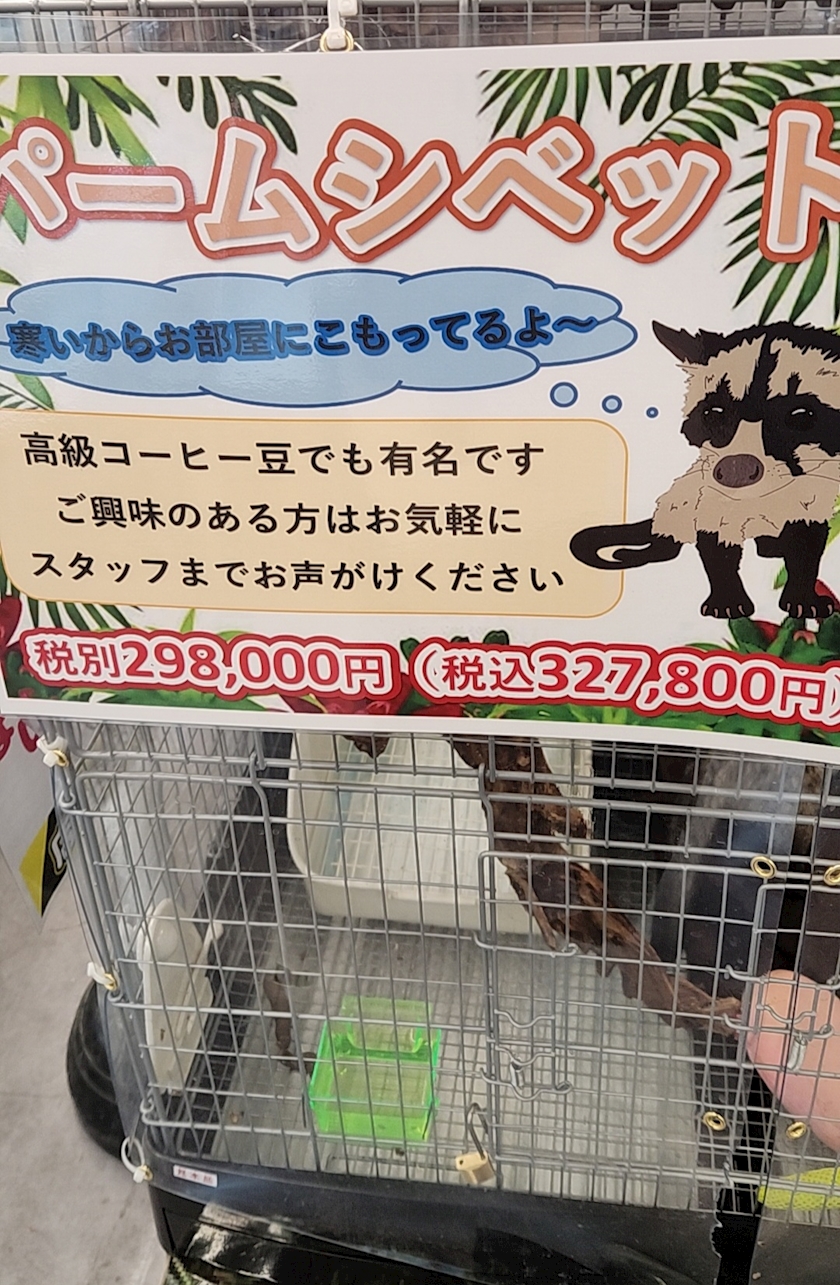 パームシベット
寒いからお部屋にこもってるよ～
高級コーヒー豆でも有名です
ご興味のある方はお気軽に
スタッフまでお声がけください
税別298,000円（税込327,800円）